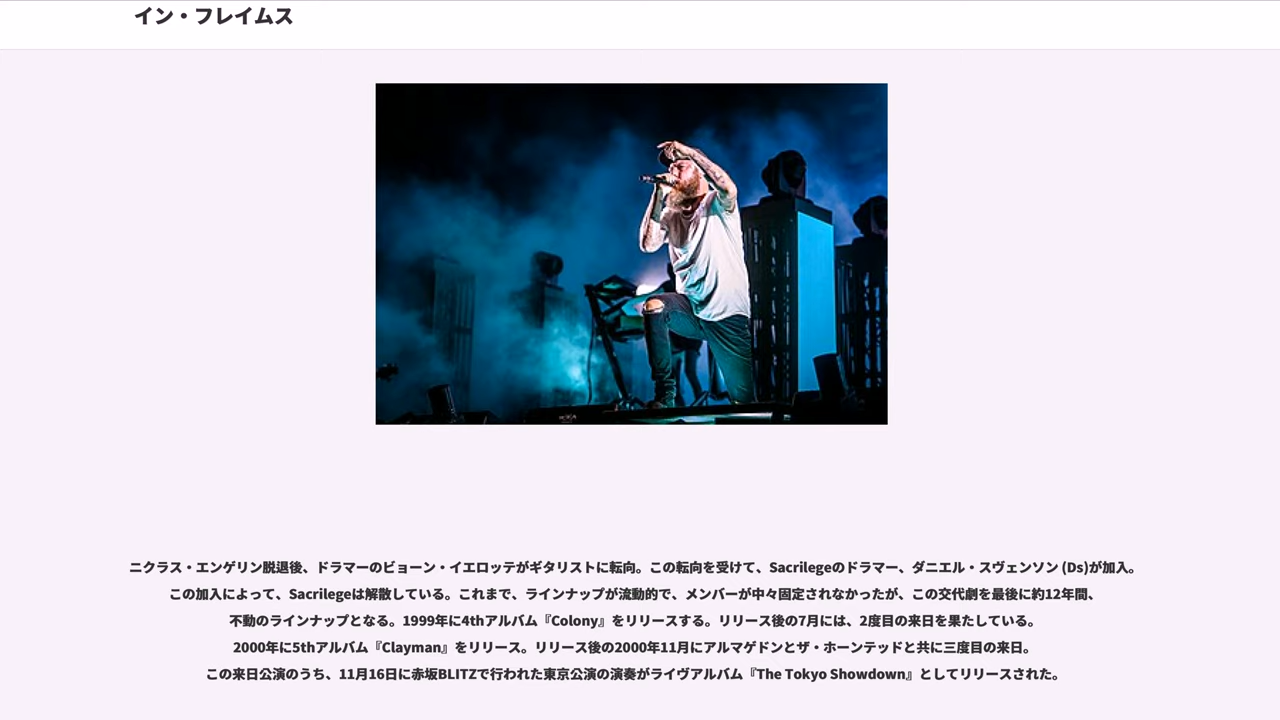 イン・フレイムス
ニクラス・エンゲリン脱退後、ドラマーのビョーン・イエロッテがギタリストに転向。この転向を受けて、Sacrilegeのドラマー、ダニエル・スヴェンソン (Ds)が加入。
この加入によって、Sacrilegeは解散している。これまで、ラインナップが流動的で、メンバーが中々固定されなかったが、この交代劇を最後に約12年間、
不動のラインナップとなる。1999年に4thアルバム『Colony』をリリースする。リリース後の7月には、2度目の来日を果たしている。
2000年に5thアルバム『Clayman』をリリース。リリース後の2000年11月にアルマゲドンとザ・ホーンテッドと共に三度目の来日。
この来日公演のうち、11月16日に赤坂BLITZで行われた東京公演の演奏がライヴアルバム『The Tokyo Showdown』としてリリースされた。